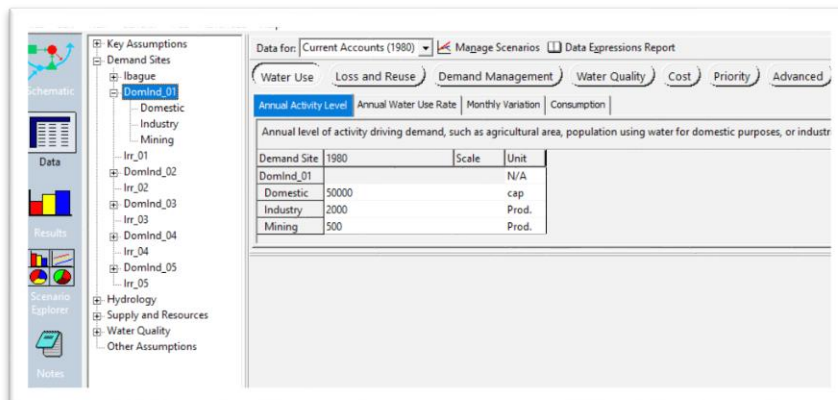 Schematic
Data
Results
Scenario
Explorer
Notes
Key Assumptions
Demand Sites
Ibague
DomInd_01
Domestic
Industry
Mining
Irr_01
DomInd_02
Irr_02
DomInd_03
Irr_03
DomInd_04
Irr_04
DomInd_05
Irr_05
Hydrology
Supply and Resources
Water Quality
Other Assumptions
Data for: Current Accounts (1980) Manage Scenarios Data Expressions Report
Water Use Loss and Reuse Demand Management Water Quality Cost Priority Advanced
Annual Activity Level Annual Water Use Rate Monthly Variation Consumption
Annual level of activity driving demand, such as agricultural area, population using water for domestic purposes, or industr
Demand Site 1980 Scale Unit
DomInd_01 N/A
Domestic 50000 cap
Industry 2000 Prod.
Mining 500 Prod.